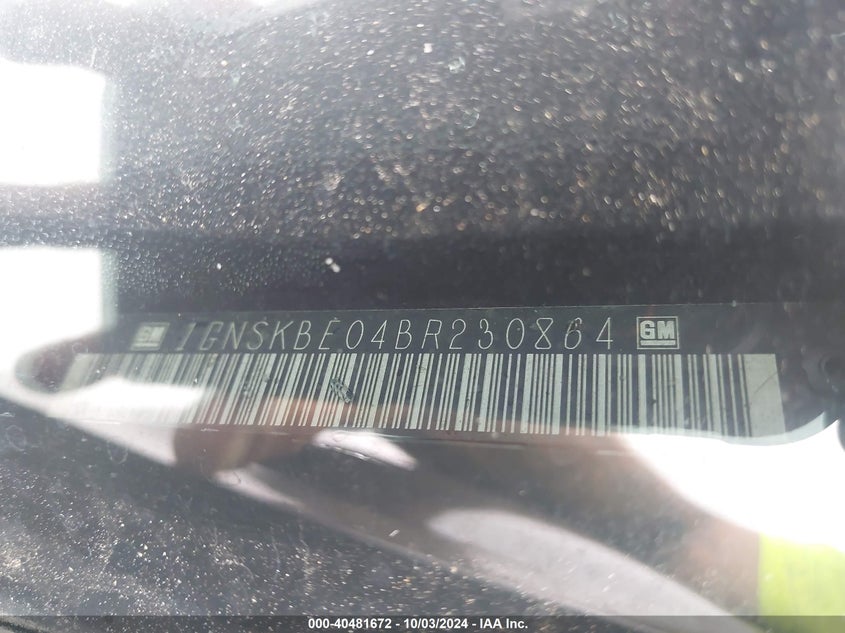 GM 1GNSKBE04BR230864 GM
000-40481672 - 10/03/2024 - IAA Inc.